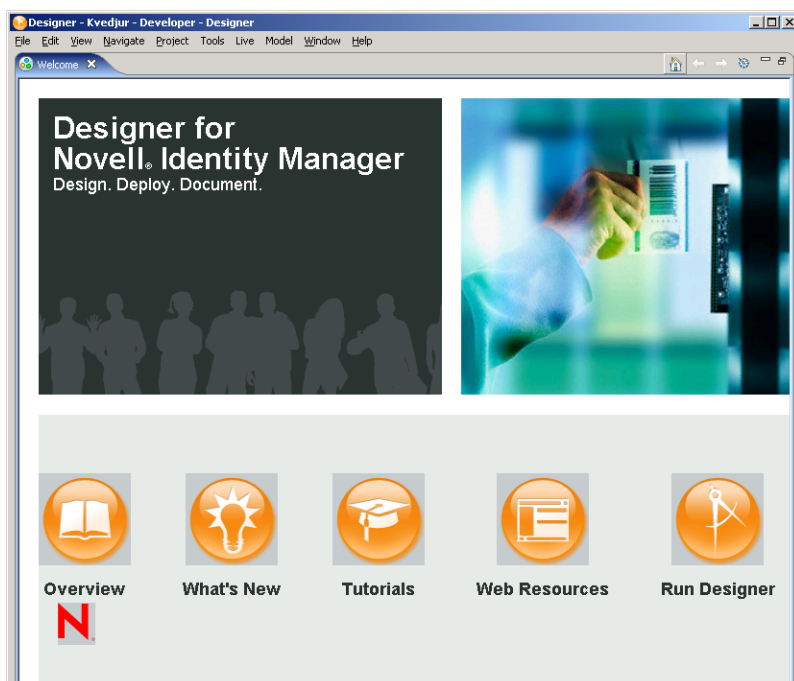 Designer - Kvedjur - Developer - Designer
File Edit View Navigate Project Tools Live Model Window Help
Welcome
Designer for
Novell® Identity Manager
Design. Deploy. Document.
Overview What's New Tutorials Web Resources Run Designer
N